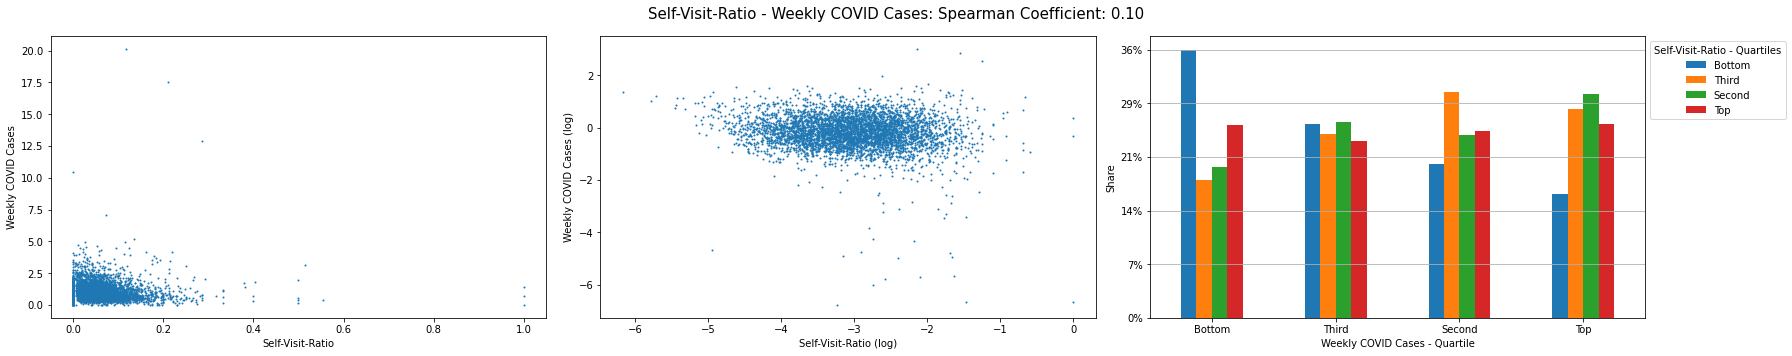 Self-Visit-Ratio - Weekly COVID Cases: Spearman Coefficient: 0.10
Weekly COVID Cases
20.0
17.5
15.0
12.5
10.0
7.5
5.0
2.5
0.0
0.0 0.2 0.4 0.6 0.8 1.0
Self-Visit-Ratio
Weekly COVID Cases (log)
2
0
−2
−4
−6
−6 −5 −4 −3 −2 −1 0
Self-Visit-Ratio (log)
Share
36%
29%
21%
14%
7%
0%
Bottom Third Second Top
Weekly COVID Cases - Quartile
Self-Visit-Ratio - Quartiles
Bottom
Third
Second
Top